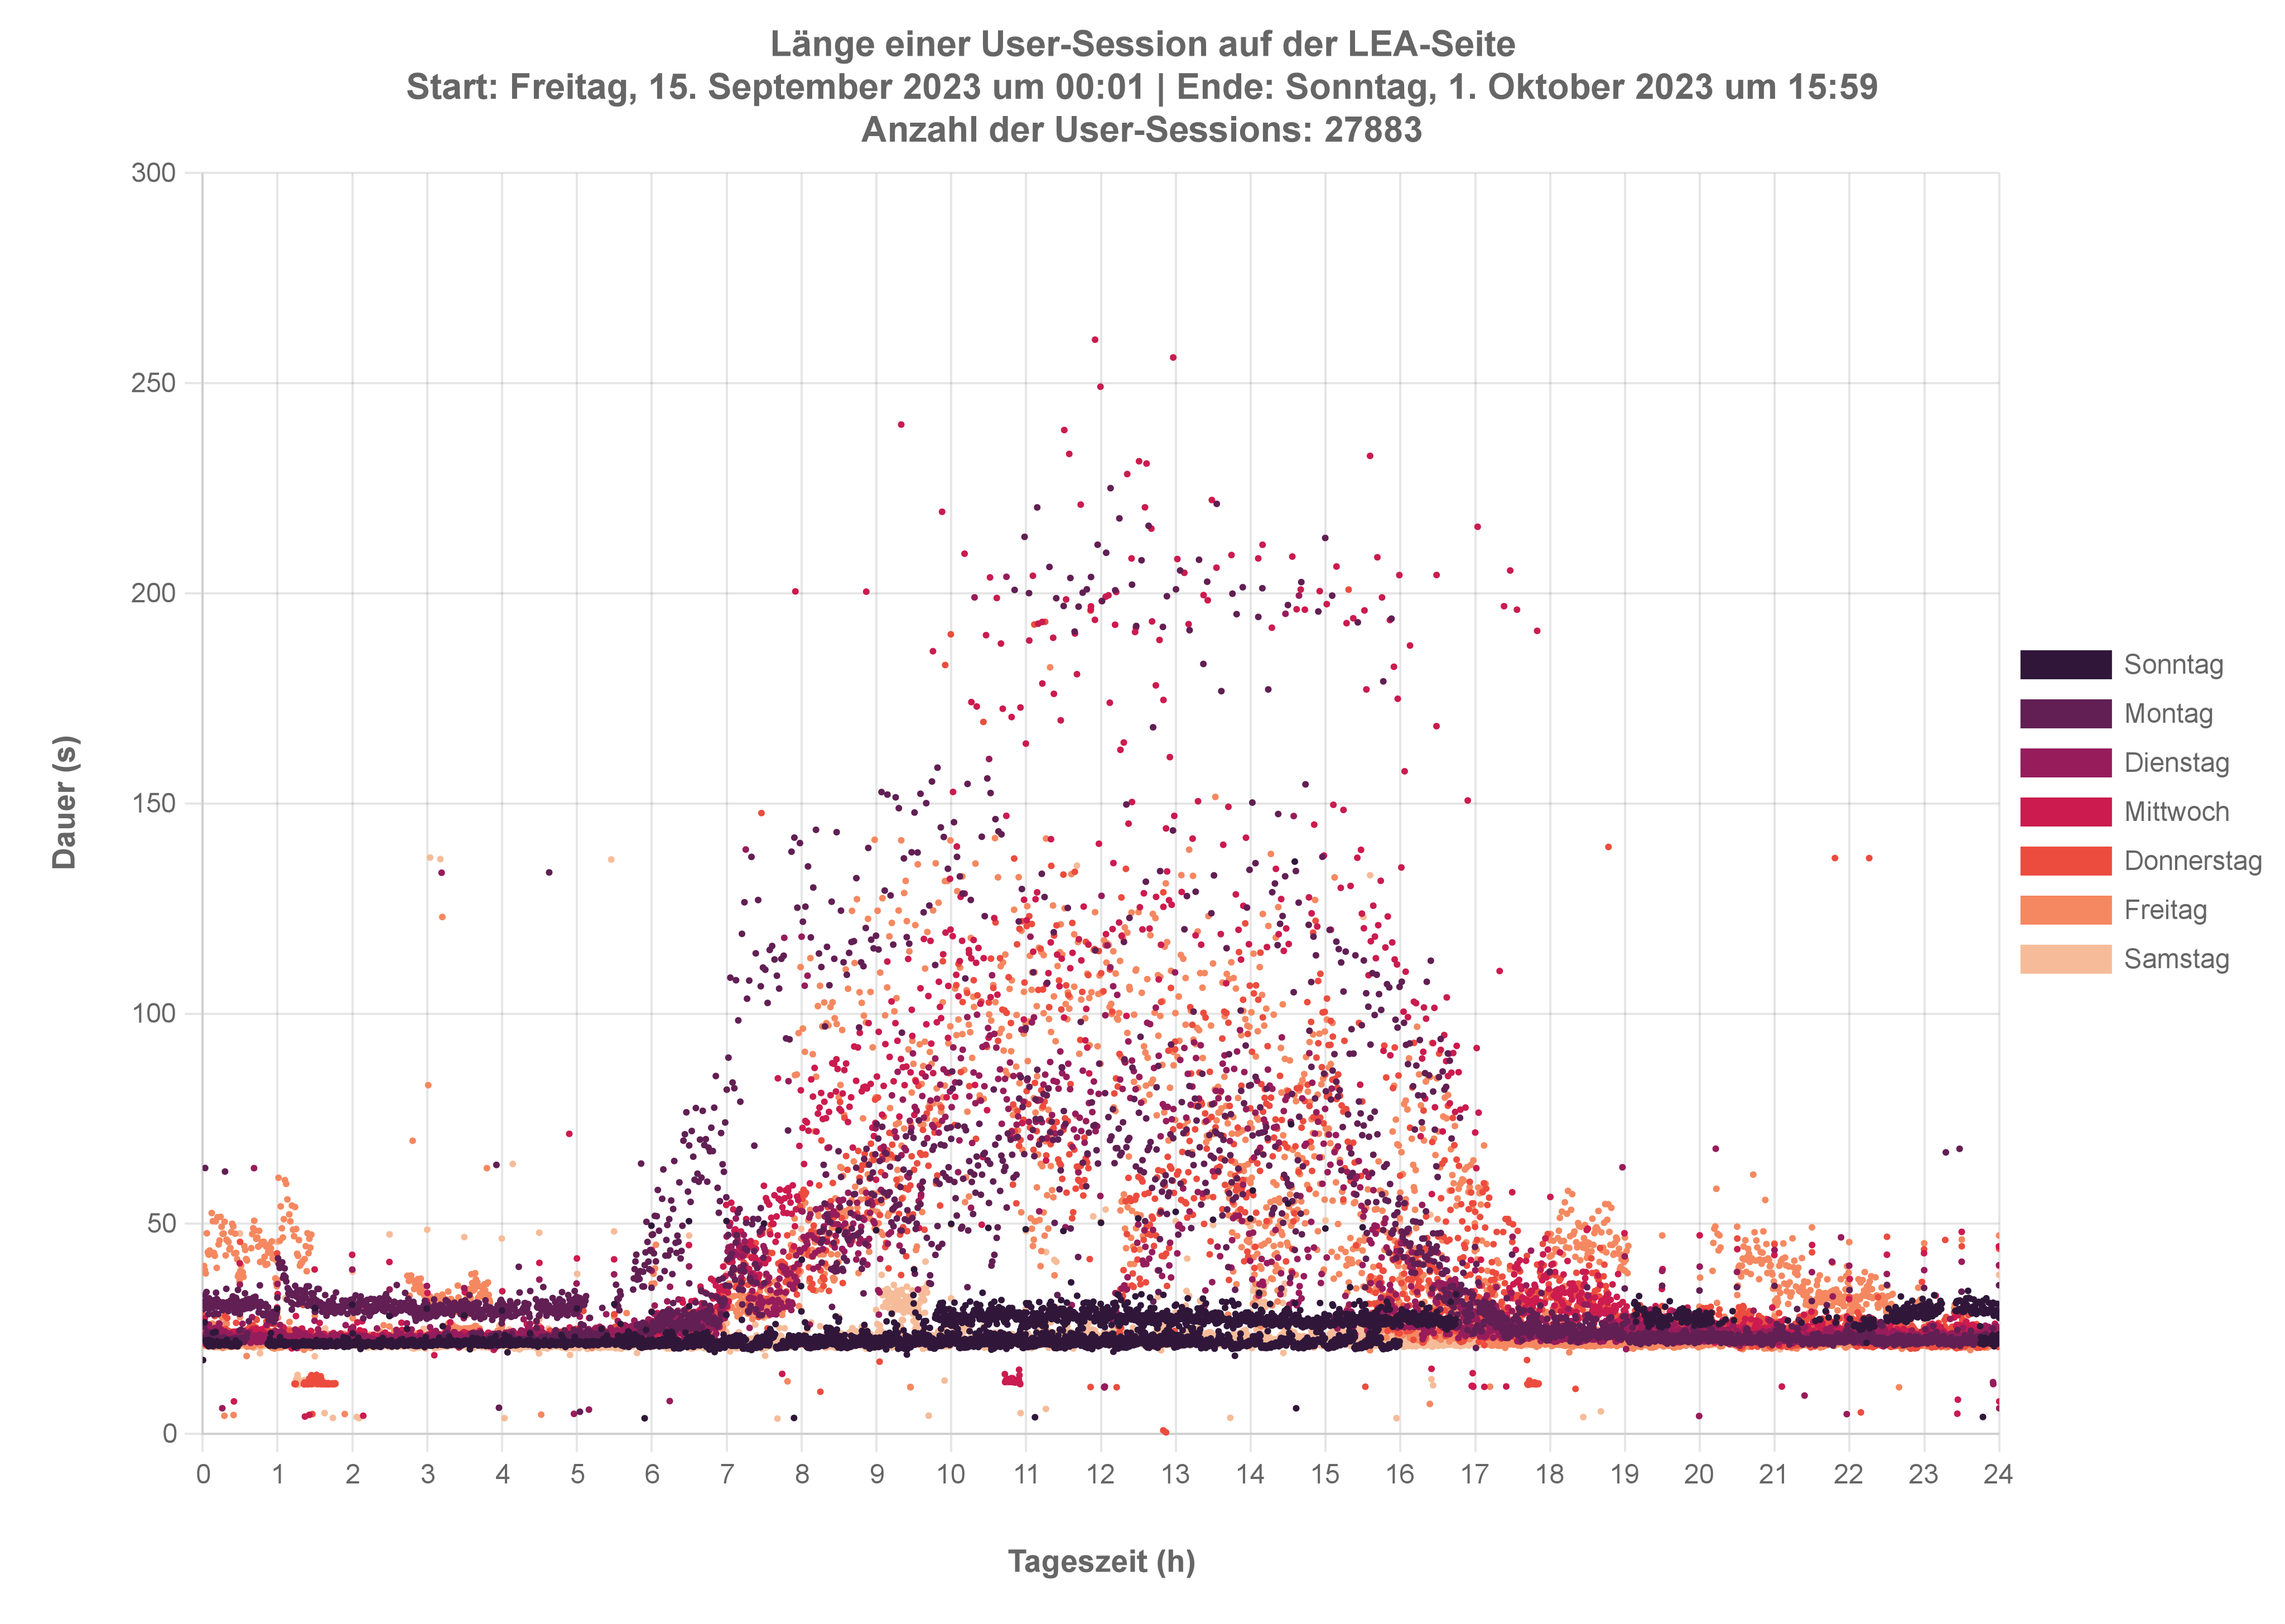 Länge einer User-Session auf der LEA-Seite
Start: Freitag, 15. September 2023 um 00:01 | Ende: Sonntag, 1. Oktober 2023 um 15:59
Anzahl der User-Sessions: 27883
300
250
200
150
100
50
0
Dauer (s)
0 1 2 3 4 5 6 7 8 9 10 11 12 13 14 15 16 17 18 19 20 21 22 23 24
Tageszeit (h)
Sonntag
Montag
Dienstag
Mittwoch
Donnerstag
Freitag
Samstag